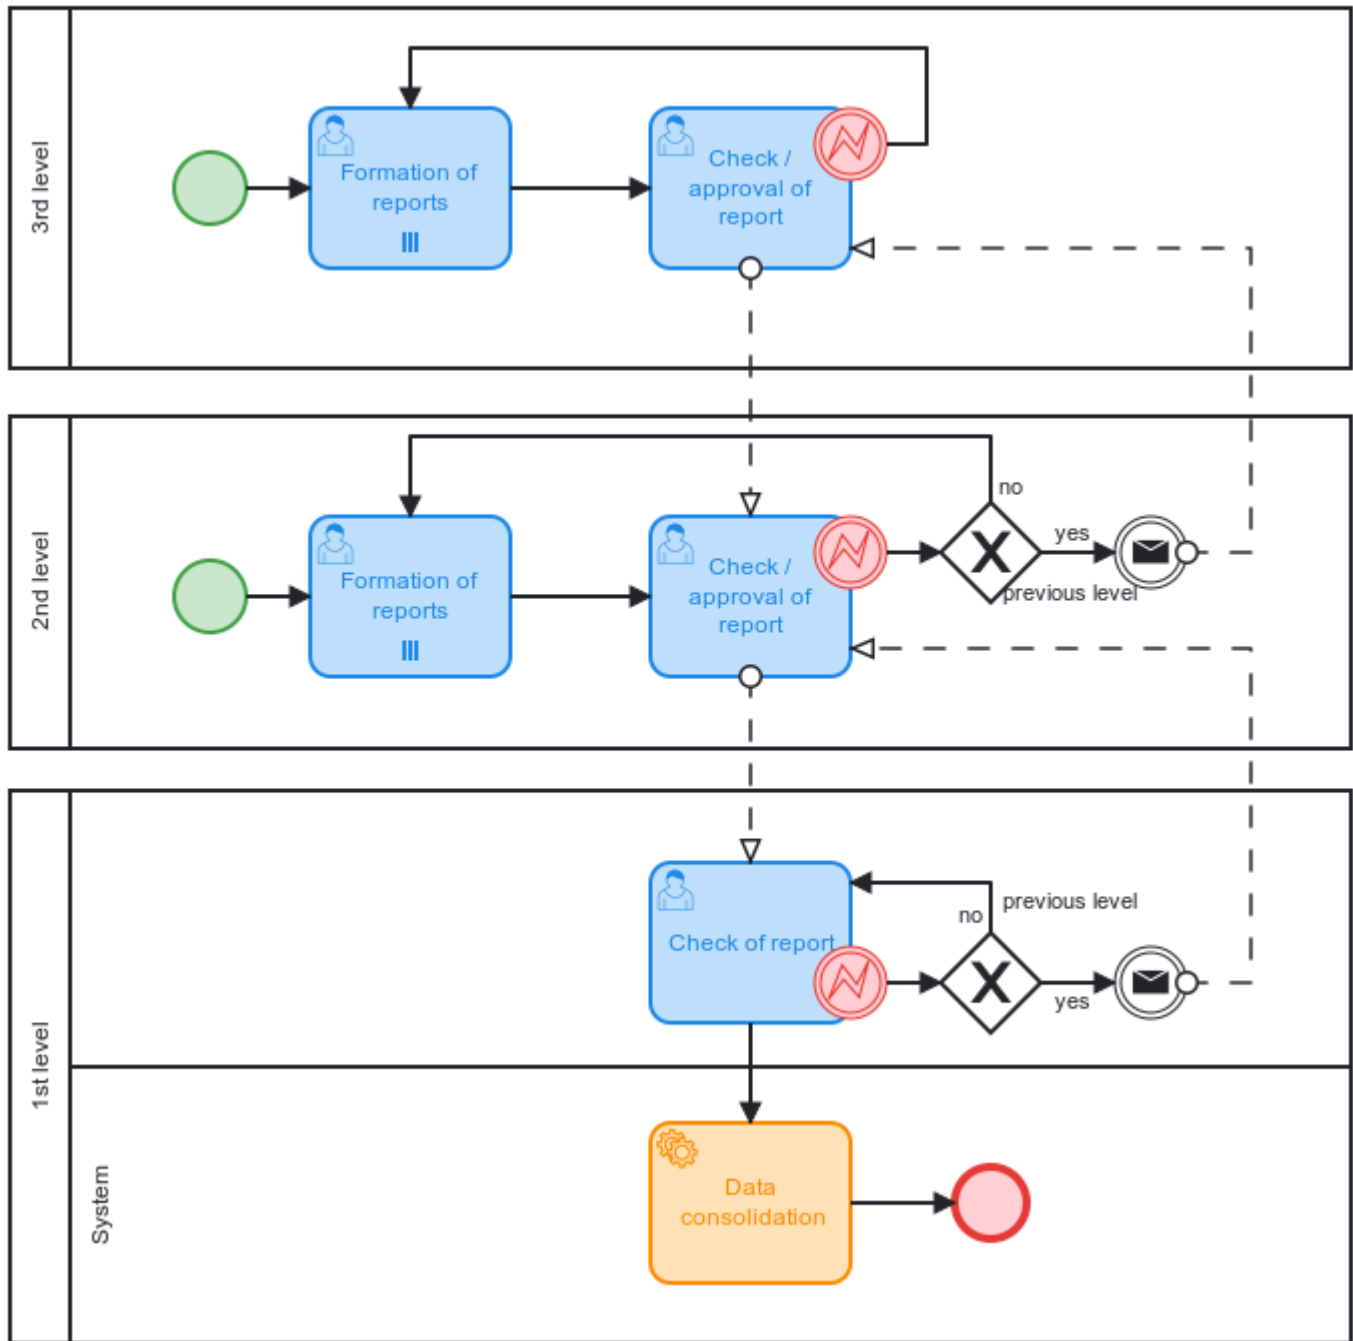 3rd level
Formation of
reports
Check /
approval of
report
2nd level
Formation of
reports
Check /
approval of
report
no
yes
previous level
1st level
Check of report
previous level
no
yes
System
Data
consolidation